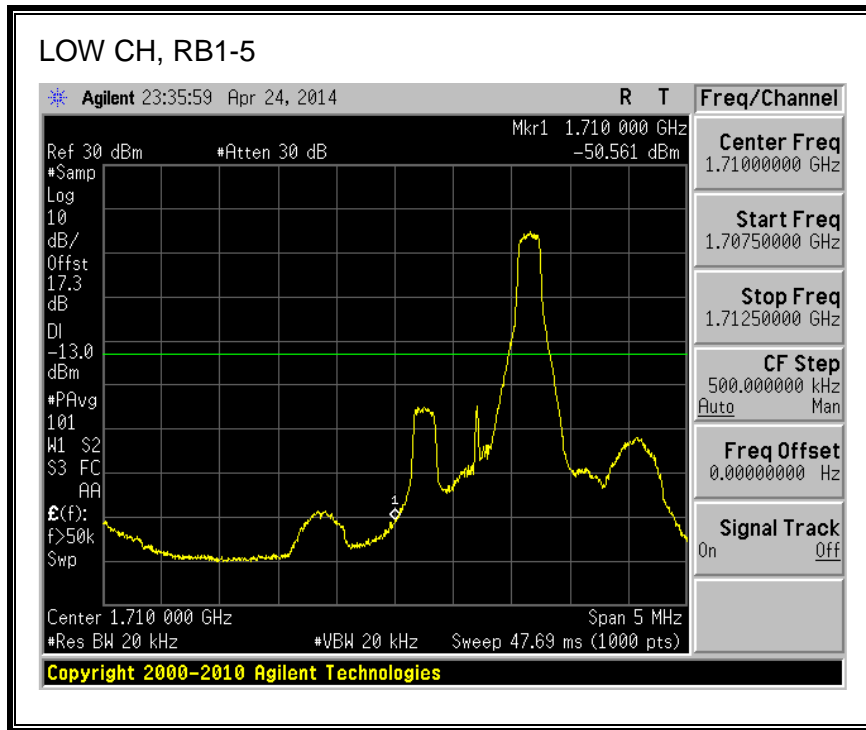 LOW CH, RB1-5
Agilent 23:35:59 Apr 24, 2014 R T
Mkr1 1.710 000 GHz
Ref 30 dBm #Atten 30 dB -50.561 dBm
#Samp
Log
10
dB/
Offst
17.3
dB
DI
-13.0
dBm
#PAvg
101
W1 S2
S3 FC
AA
£(f):
f>50k
Swp
1
Center 1.710 000 GHz Span 5 MHz
#Res BW 20 kHz #VBW 20 kHz Sweep 47.69 ms (1000 pts)
Copyright 2000-2010 Agilent Technologies
Freq/Channel
Center Freq
1.71000000 GHz
Start Freq
1.70750000 GHz
Stop Freq
1.71250000 GHz
CF Step
500.000000 kHz
Auto Man
Freq Offset
0.00000000 Hz
Signal Track
On Off